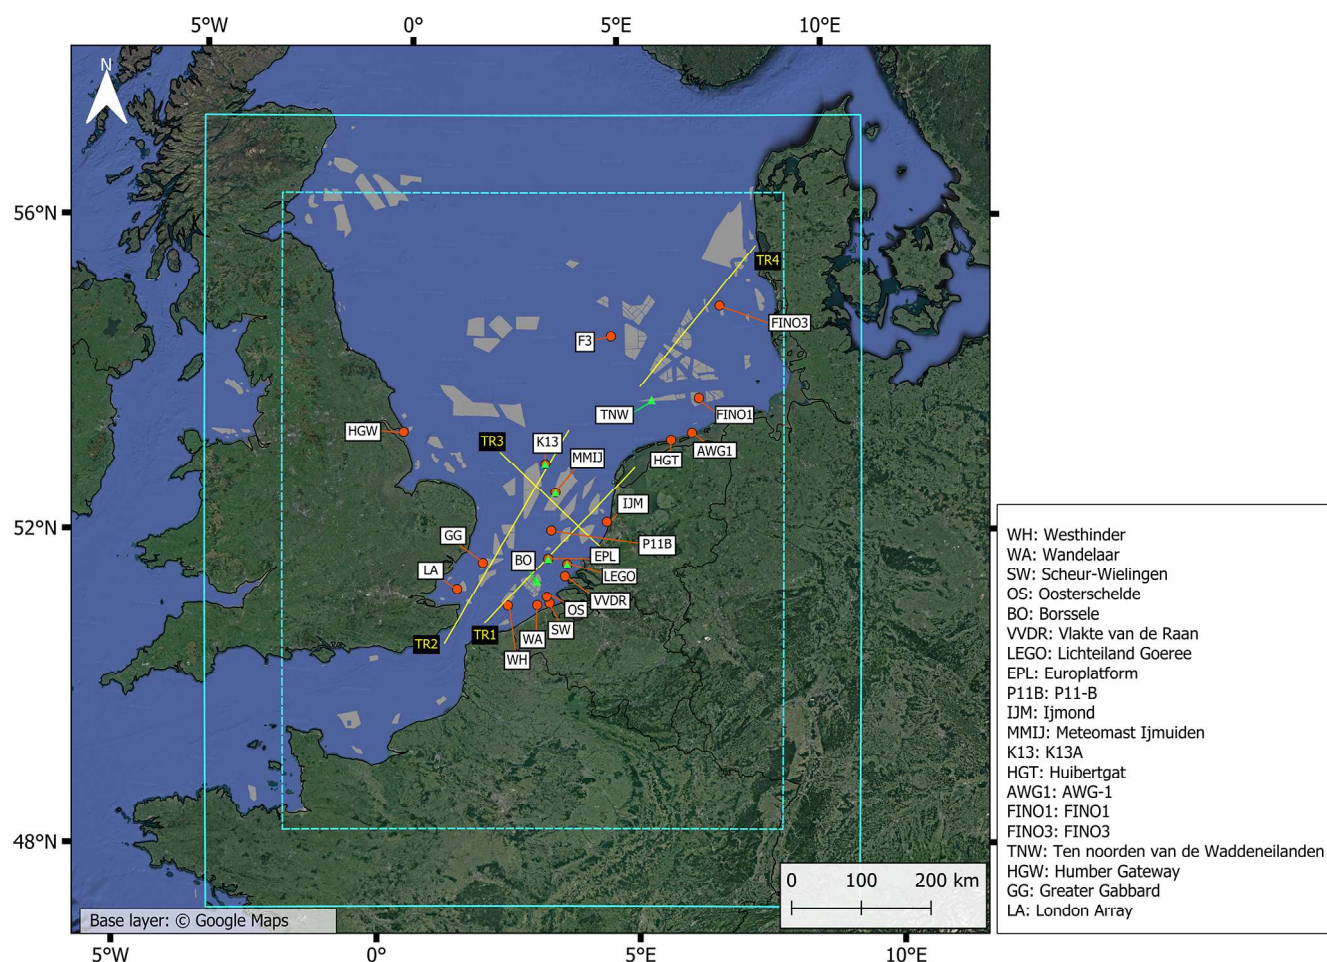 5°W 0° 5°E 10°E
N
56°N
TR4
FINO3
F3
TNW
FINO1
HGW
TR3
K13
AWG1
HGT
MMIJ
IJM
52°N
GG
P11B
BO
EPL
LA
LEGO
VVDR
OS
TR1
SW
TR2
WA
WH
48°N
0 100 200 km
Base layer: © Google Maps
5°W 0° 5°E 10°E
WH: Westhinder
WA: Wandelaar
SW: Scheur-Wielingen
OS: Oosterschelde
BO: Borssele
VVDR: Vlakte van de Raan
LEGO: Lichteiland Goeree
EPL: Europlatform
P11B: P11-B
IJM: Ijmond
MMIJ: Meteomast Ijmuiden
K13: K13A
HGT: Huibertgat
AWG1: AWG-1
FINO1: FINO1
FINO3: FINO3
TNW: Ten noorden van de Waddeneilanden
HGW: Humber Gateway
GG: Greater Gabbard
LA: London Array